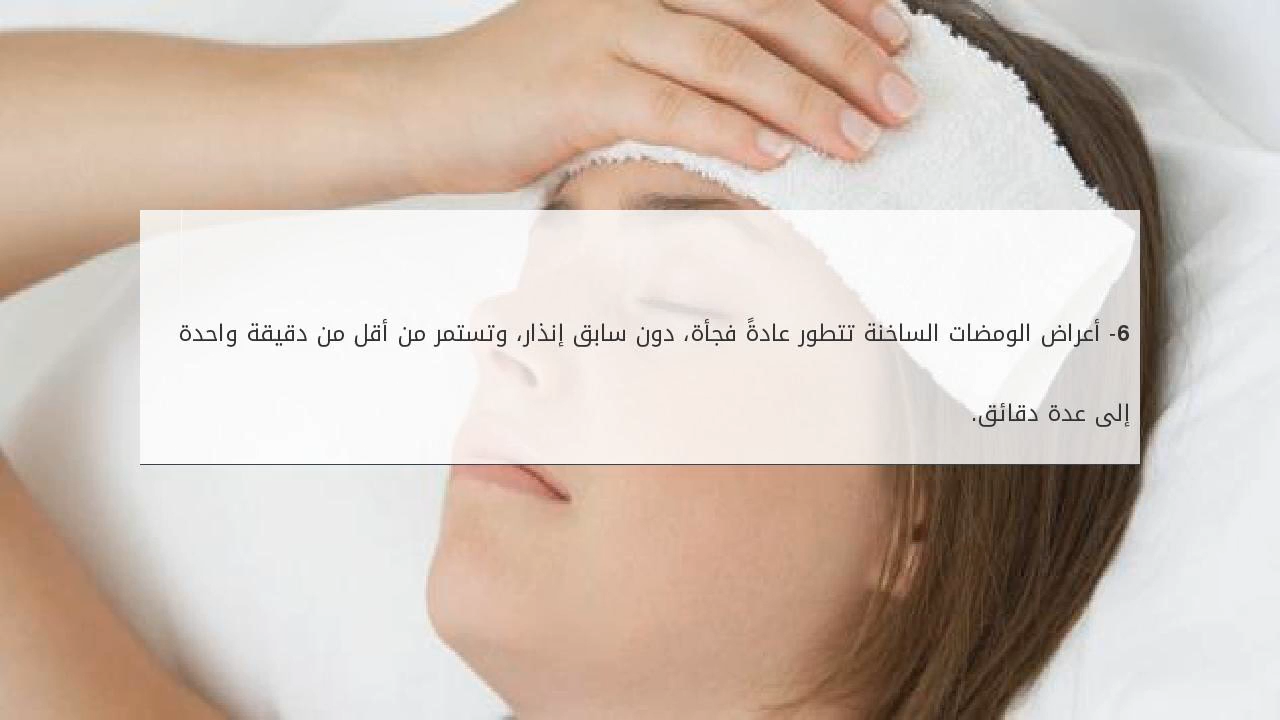 6- أعراض الومضات الساخنة تتطور عادةً فجأة، دون سابق إنذار، وتستمر من أقل من دقيقة واحدة
إلى عدة دقائق.